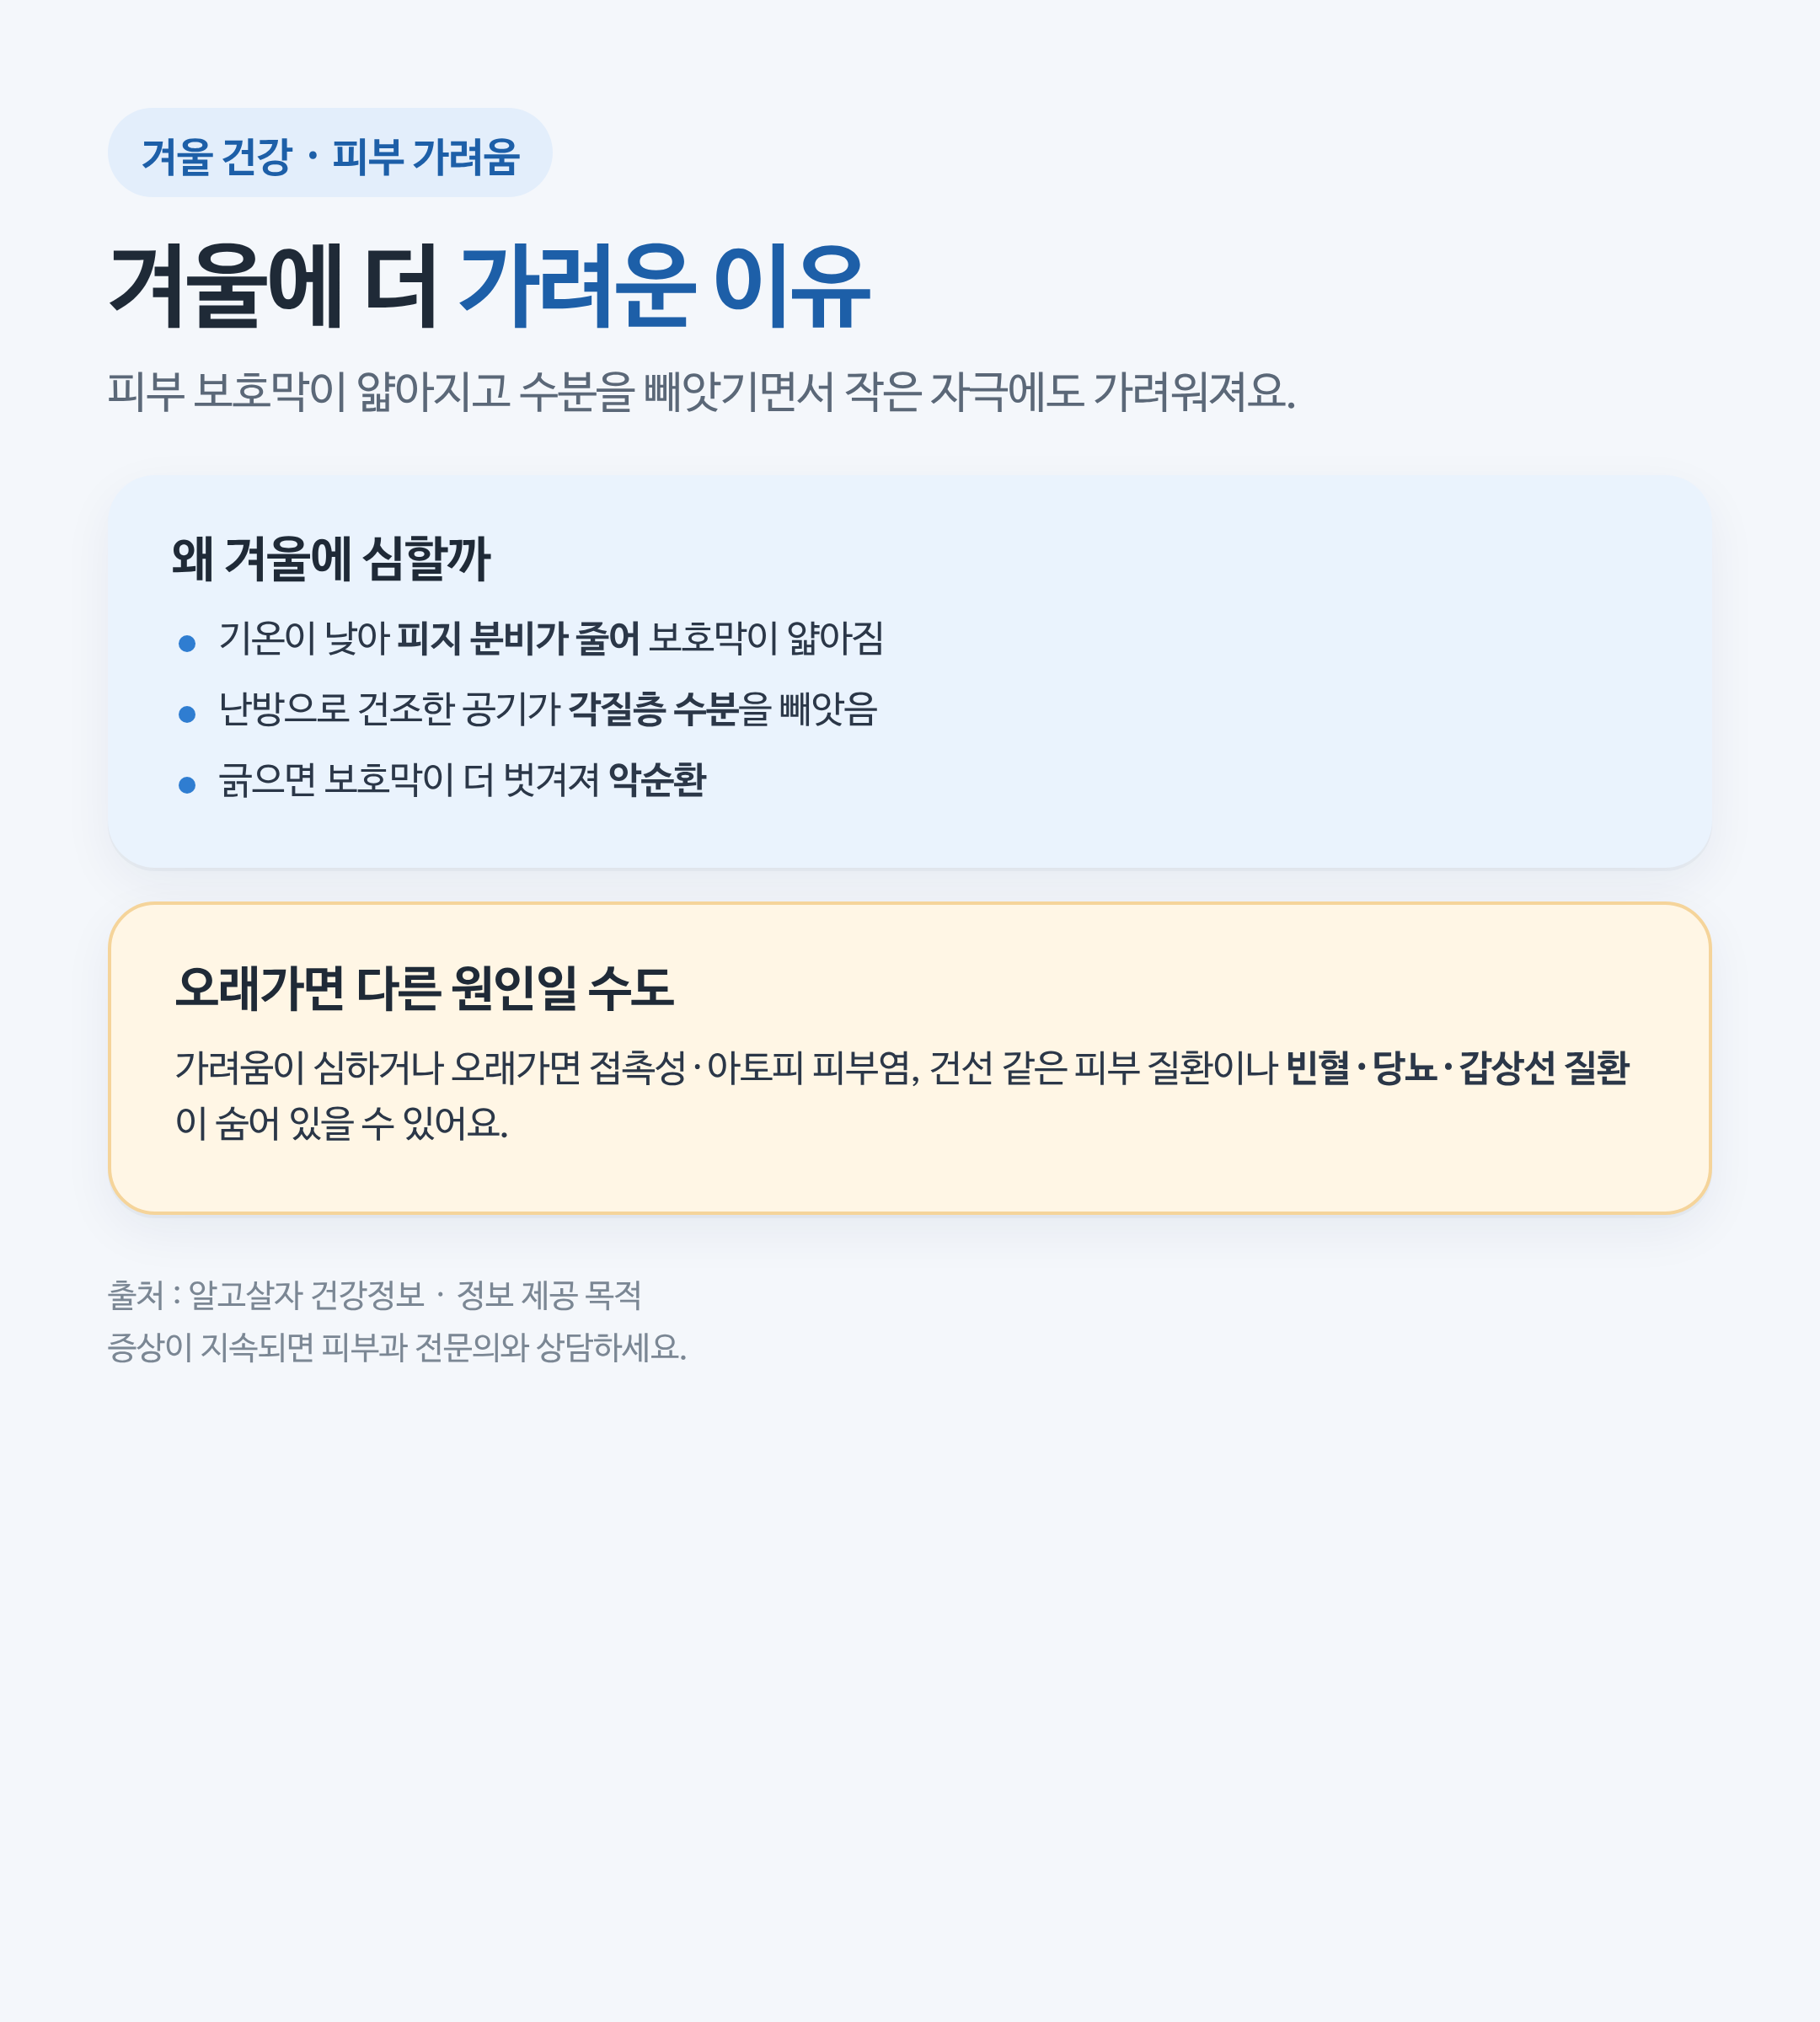 겨울 건강 · 피부 가려움
겨울에 더 가려운 이유
피부 보호막이 얇아지고 수분을 빼앗기면서 작은 자극에도 가려워져요.
왜 겨울에 심할까
● 기온이 낮아 피지 분비가 줄어 보호막이 얇아짐
● 난방으로 건조한 공기가 각질층 수분을 빼앗음
● 긁으면 보호막이 더 벗겨져 악순환
오래가면 다른 원인일 수도
가려움이 심하거나 오래가면 접촉성·아토피 피부염, 건선 같은 피부 질환이나 빈혈·당뇨·갑상선 질환
이 숨어 있을 수 있어요.
출처 : 알고살자 건강정보 · 정보 제공 목적
증상이 지속되면 피부과 전문의와 상담하세요.